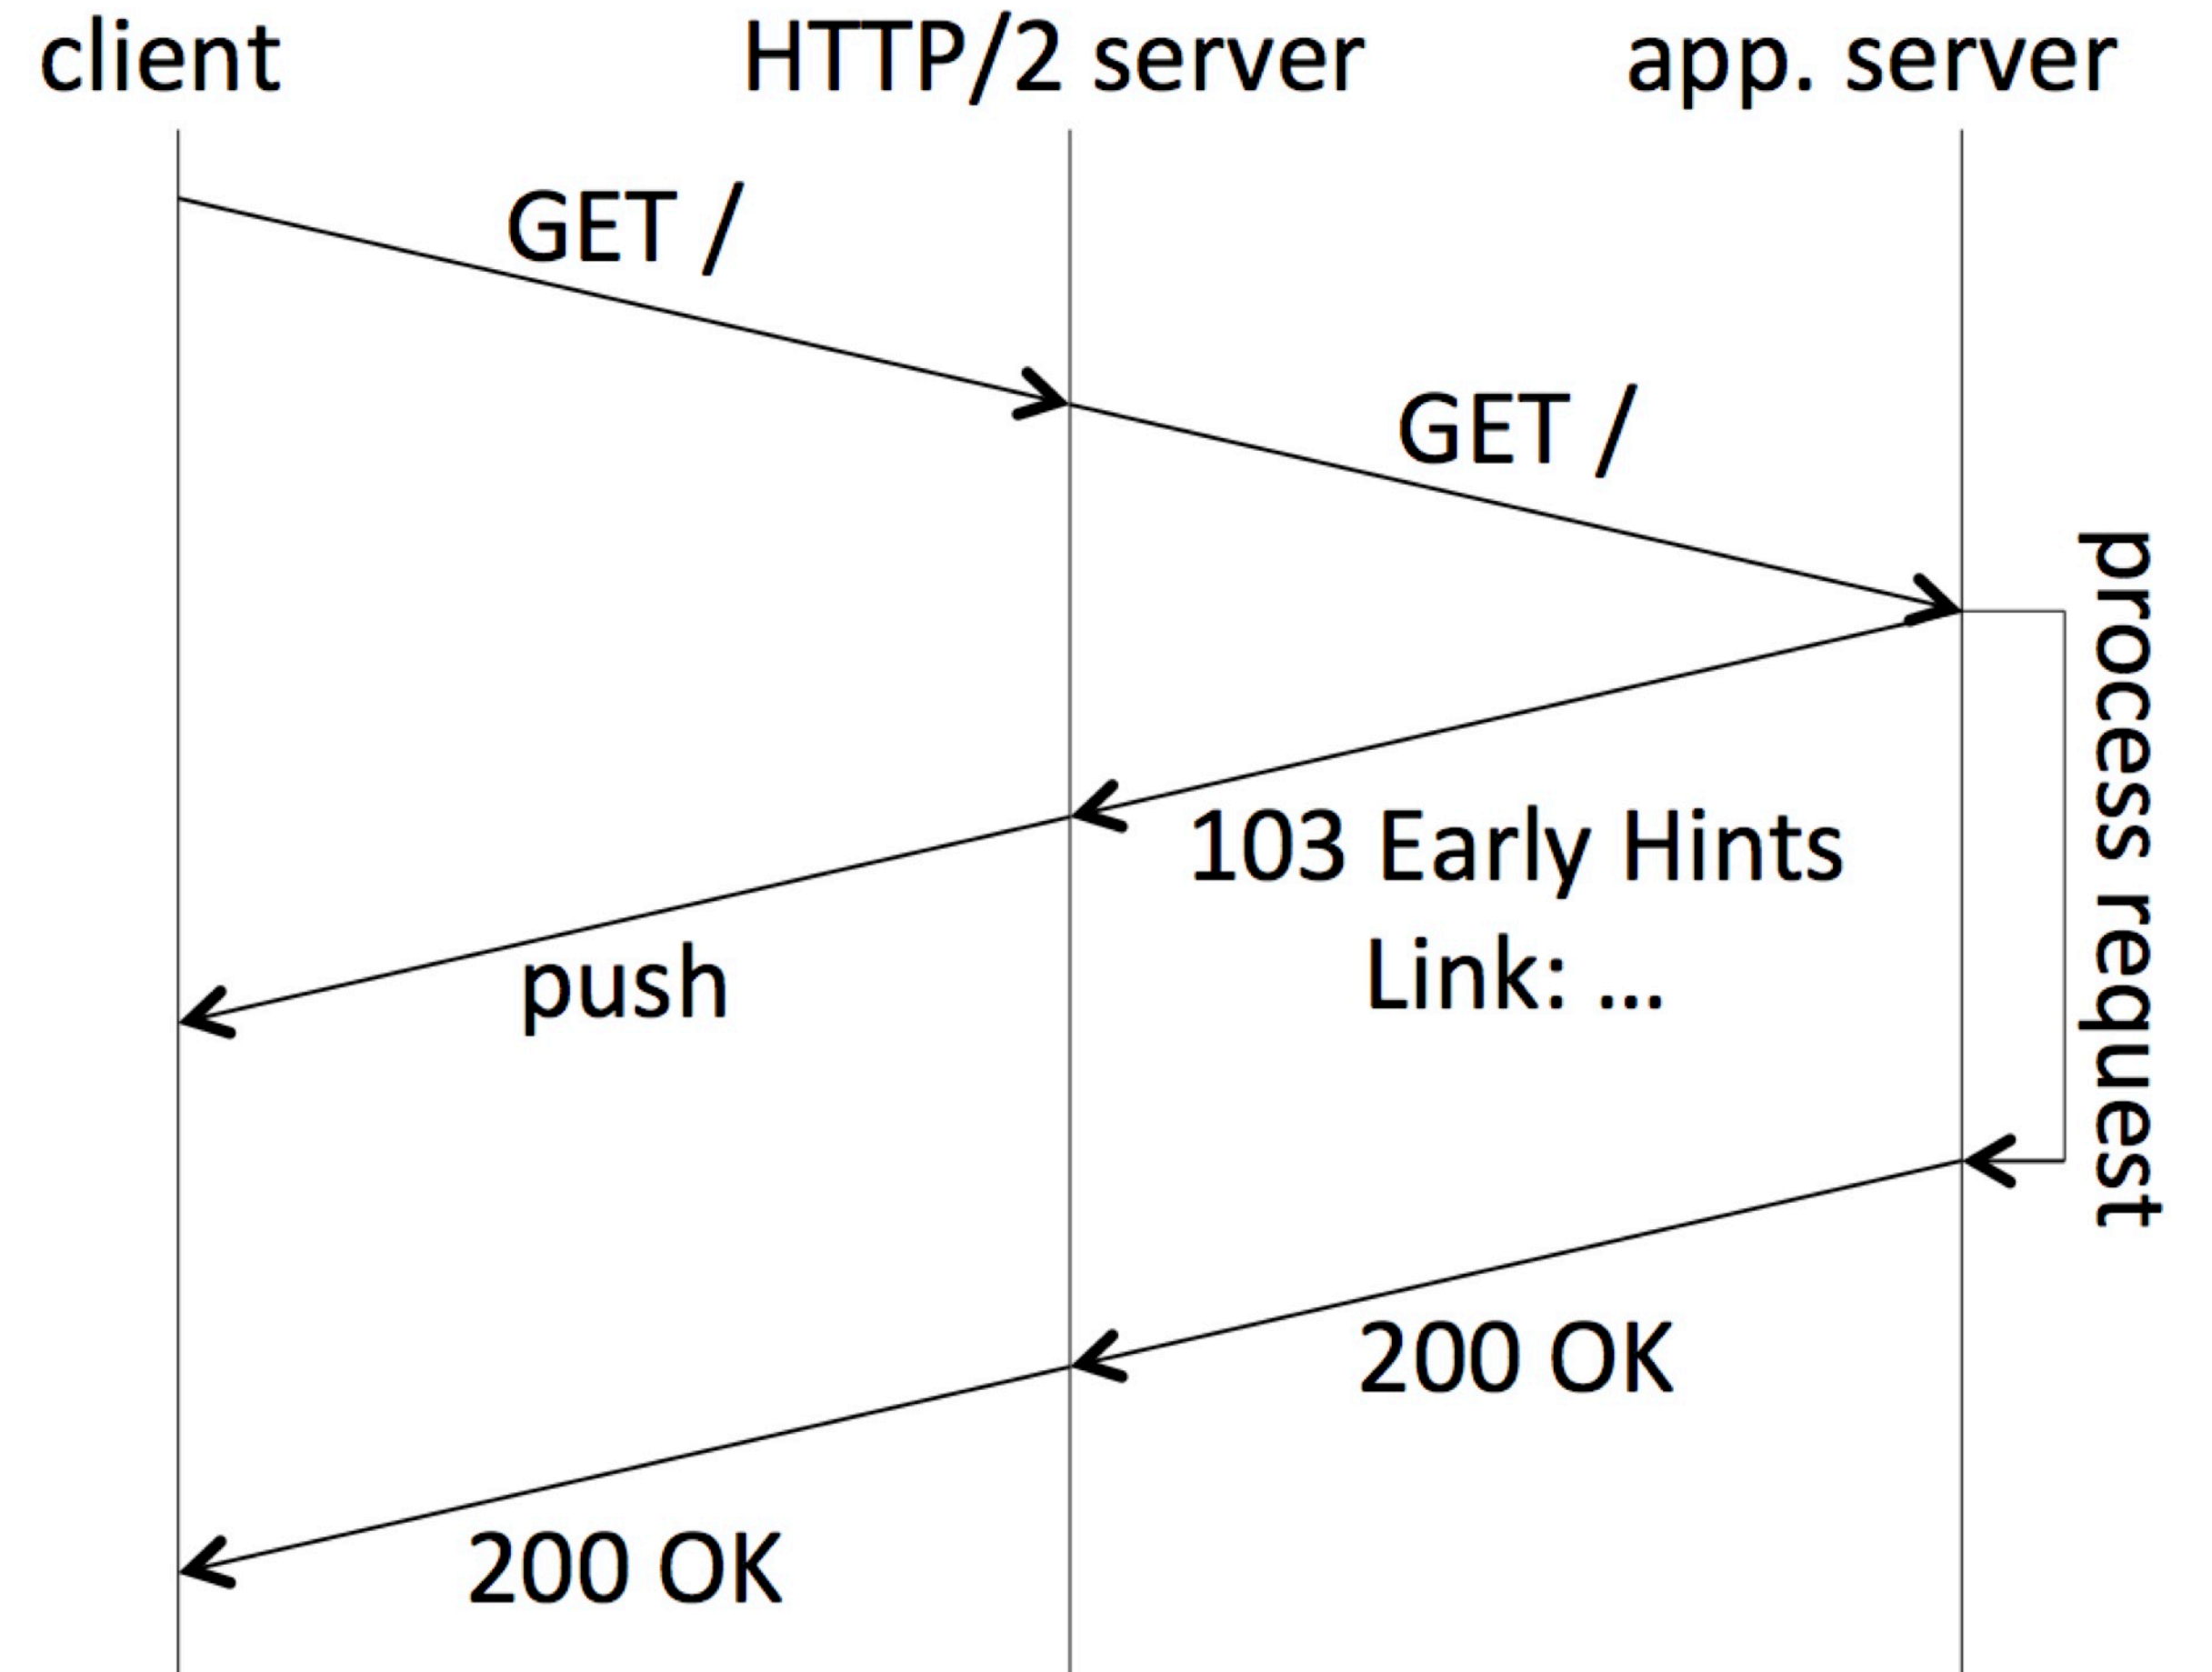 client
HTTP/2 server
app. server
GET /
GET /
process request
103 Early Hints
Link: ...
push
200 OK
200 OK